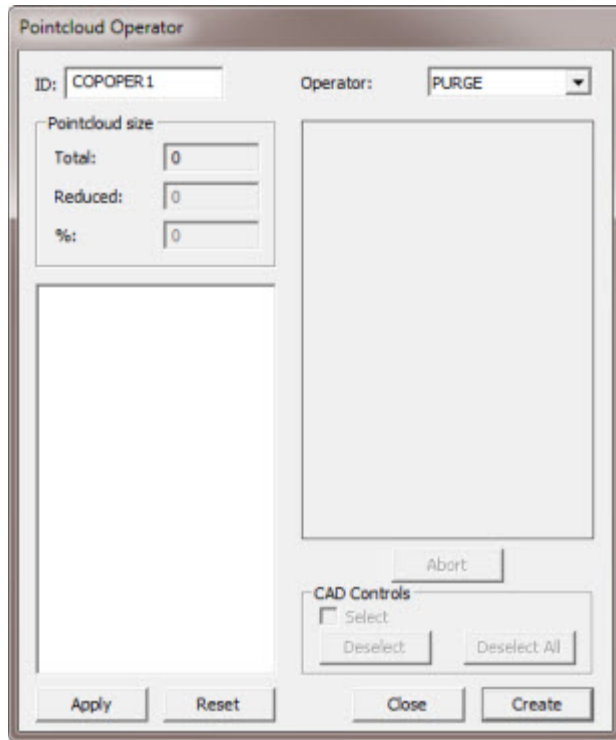 Pointcloud Operator
ID: COPOPER1
Operator: PURGE
Pointcloud size
Total: 0
Reduced: 0
%: 0
Abort
CAD Controls
Select
Deselect Deselect All
Apply Reset Close Create